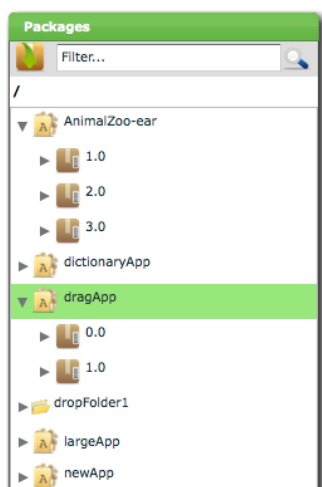 Packages
Filter...
/
AnimalZoo-ear
1.0
2.0
3.0
dictionaryApp
dragApp
0.0
1.0
dropFolder1
largeApp
newApp